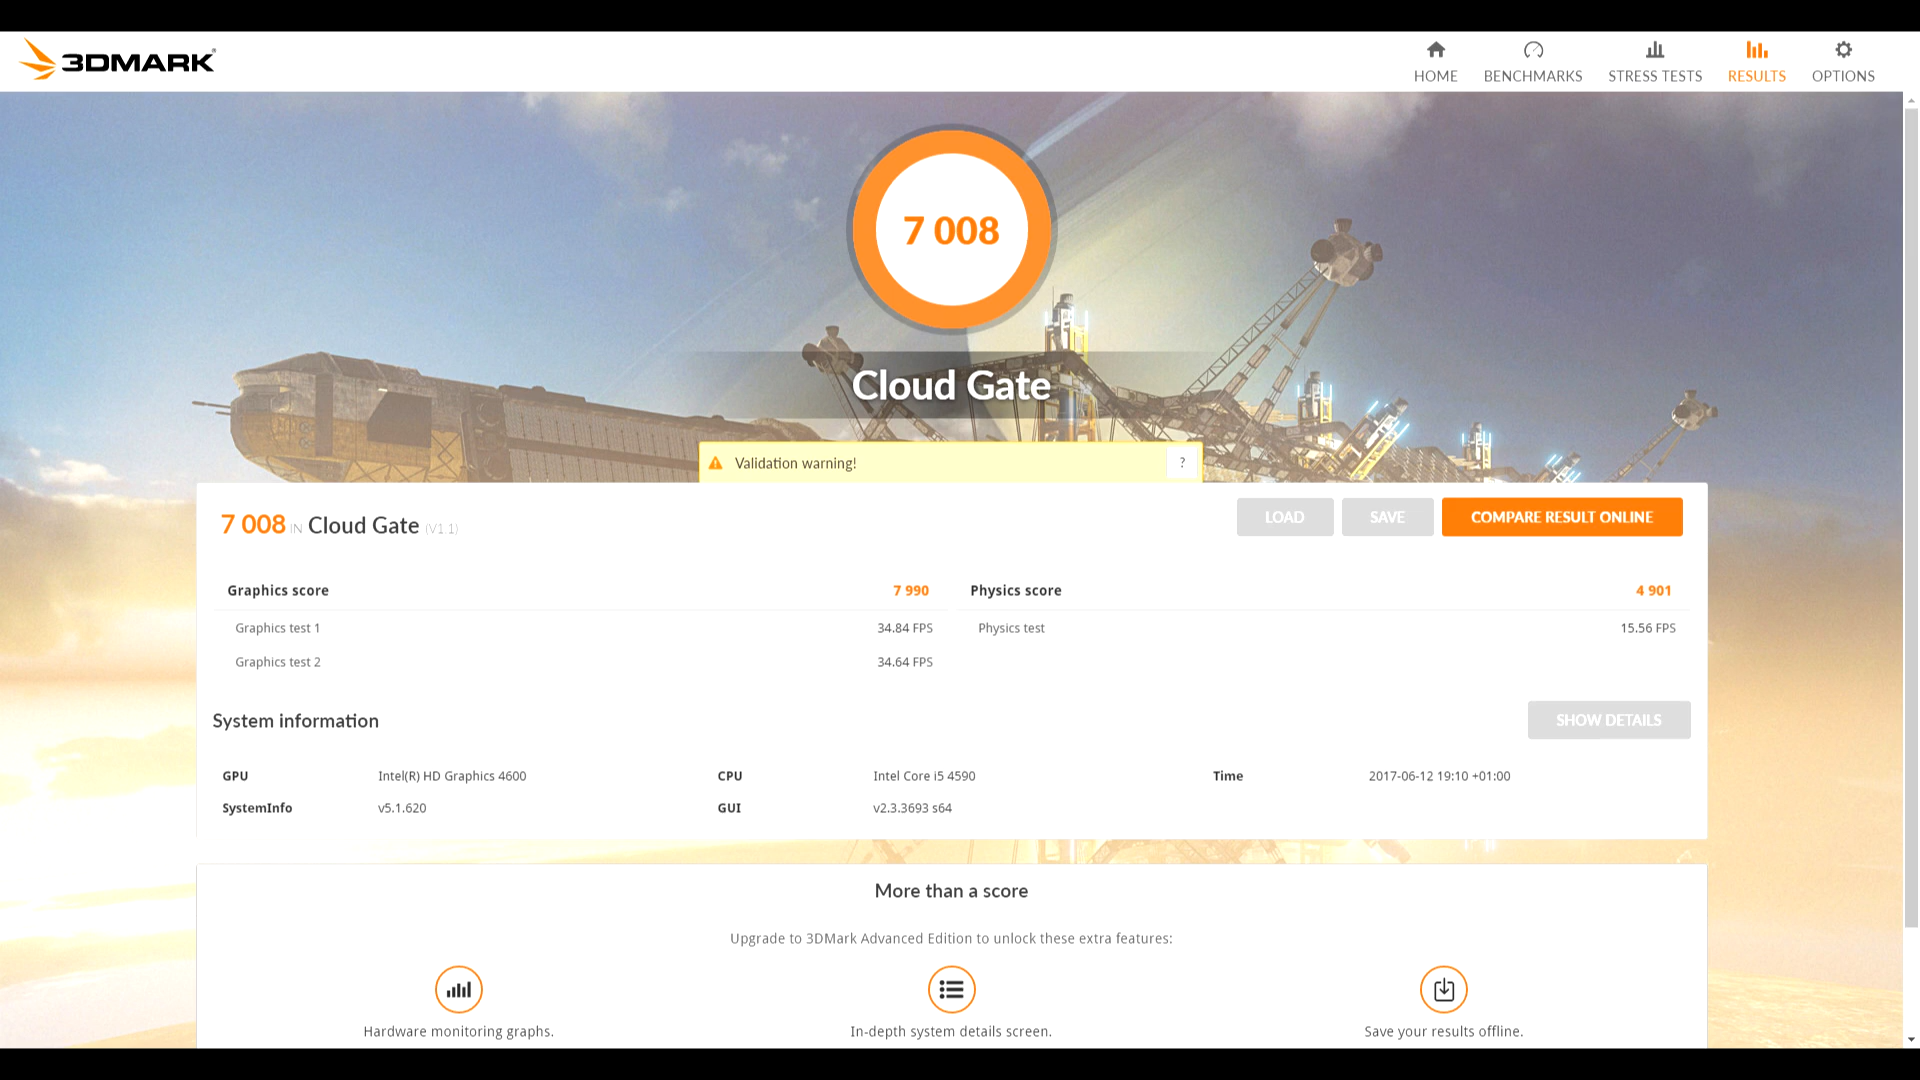 3DMARK®
HOME
BENCHMARKS
STRESS TESTS
RESULTS
OPTIONS
7 008
Cloud Gate
Validation warning!
?
7 008 IN Cloud Gate (V1.1)
LOAD
SAVE
COMPARE RESULT ONLINE
Graphics score 7 990
Physics score 4 901
Graphics test 1 34.84 FPS
Physics test 15.56 FPS
Graphics test 2 34.64 FPS
System information
SHOW DETAILS
GPU Intel(R) HD Graphics 4600
CPU Intel Core i5 4590
Time 2017-06-12 19:10 +01:00
SystemInfo v5.1.620
GUI v2.3.3693 s64
More than a score
Upgrade to 3DMark Advanced Edition to unlock these extra features:
Hardware monitoring graphs.
In-depth system details screen.
Save your results offline.